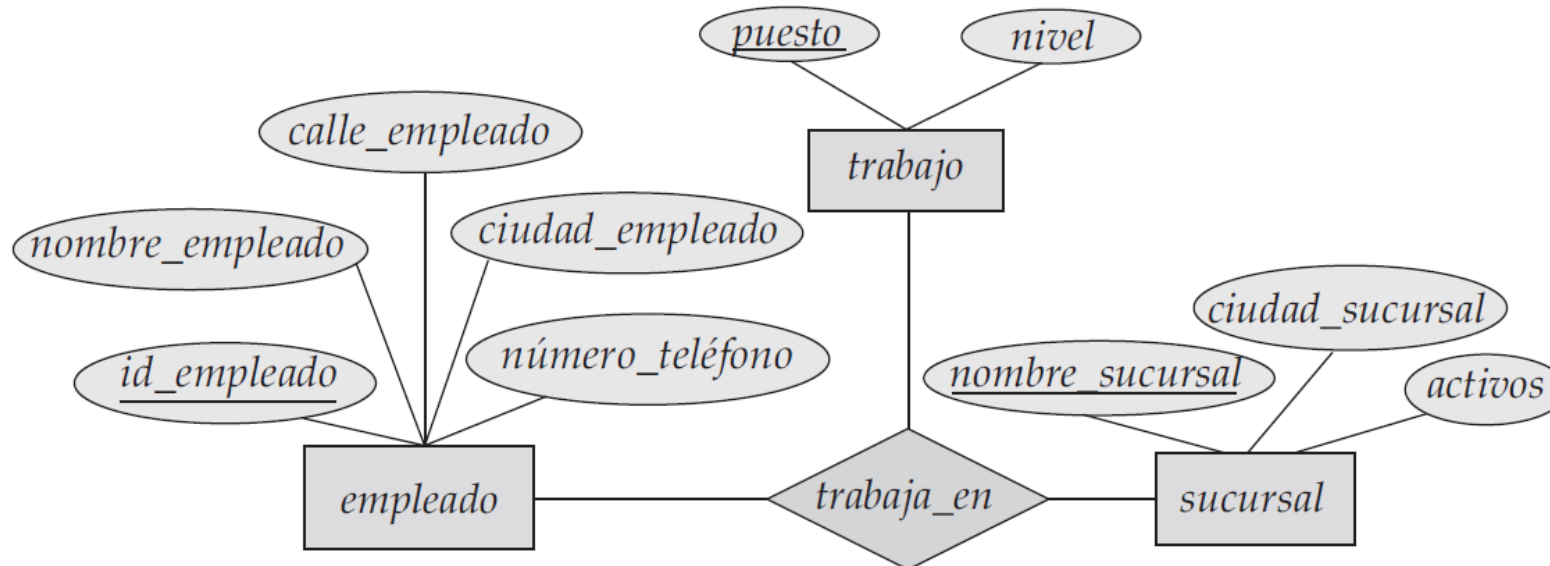 puesto
nivel
calle_empleado
trabajo
nombre_empleado
ciudad_empleado
ciudad_sucursal
id_empleado
número_teléfono
nombre_sucursal
activos
empleado
trabaja_en
sucursal